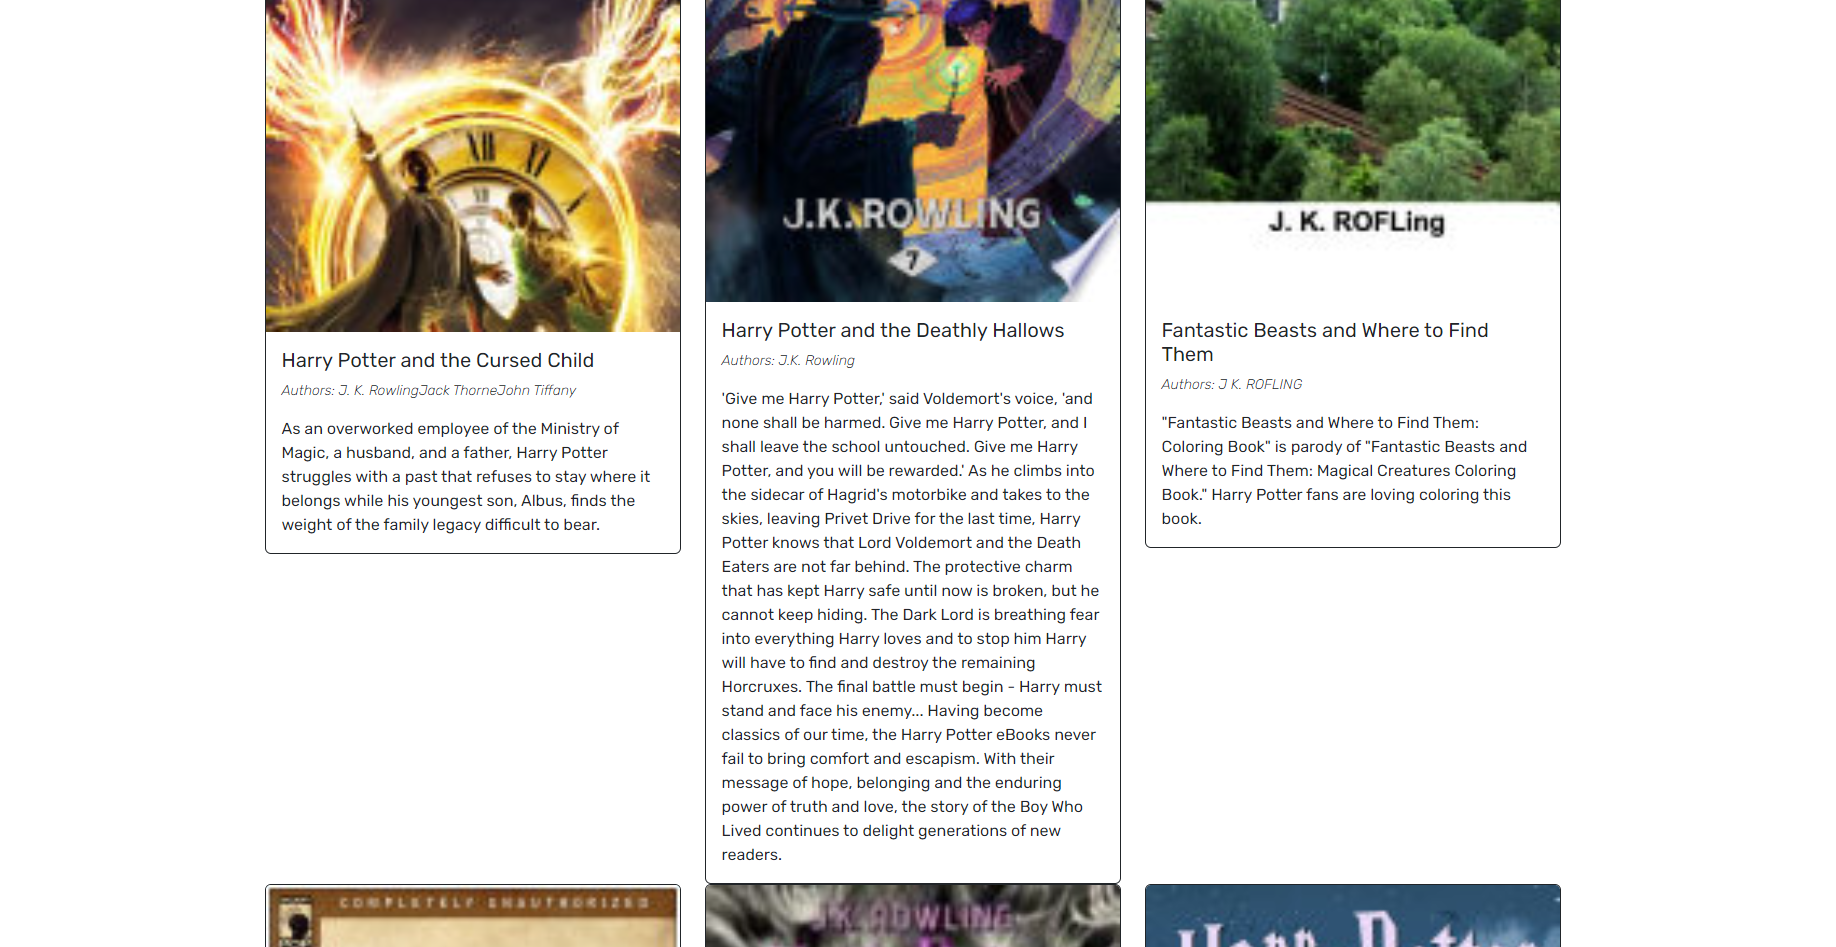 XII
VI
VII
Harry Potter and the Cursed Child
Authors: J. K. RowlingJack ThorneJohn Tiffany
As an overworked employee of the Ministry of
Magic, a husband, and a father, Harry Potter
struggles with a past that refuses to stay where it
belongs while his youngest son, Albus, finds the
weight of the family legacy difficult to bear.
J.K. ROWLING
7
Harry Potter and the Deathly Hallows
Authors: J.K. Rowling
'Give me Harry Potter,' said Voldemort's voice, 'and
none shall be harmed. Give me Harry Potter, and I
shall leave the school untouched. Give me Harry
Potter, and you will be rewarded.' As he climbs into
the sidecar of Hagrid's motorbike and takes to the
skies, leaving Privet Drive for the last time, Harry
Potter knows that Lord Voldemort and the Death
Eaters are not far behind. The protective charm
that has kept Harry safe until now is broken, but he
cannot keep hiding. The Dark Lord is breathing fear
into everything Harry loves and to stop him Harry
will have to find and destroy the remaining
Horcruxes. The final battle must begin - Harry must
stand and face his enemy... Having become
classics of our time, the Harry Potter eBooks never
fail to bring comfort and escapism. With their
message of hope, belonging and the enduring
power of truth and love, the story of the Boy Who
Lived continues to delight generations of new
readers.
J. K. ROFLing
Fantastic Beasts and Where to Find
Them
Authors: J K. ROFLING
"Fantastic Beasts and Where to Find Them:
Coloring Book" is parody of "Fantastic Beasts and
Where to Find Them: Magical Creatures Coloring
Book." Harry Potter fans are loving coloring this
book.
COMPLETELY UNAUTHORIZED
J.K. ROWLING
Harry Potter